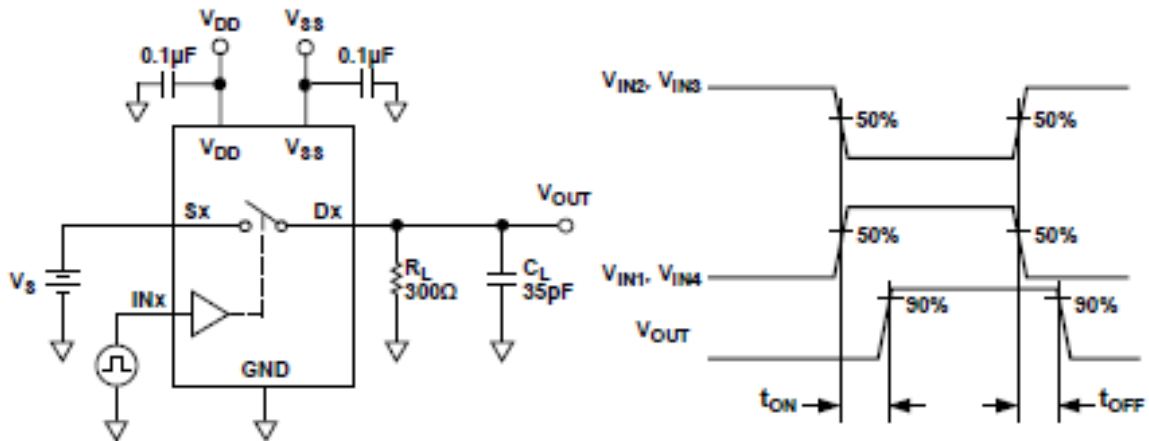 VDD
VSS
0.1µF
0.1µF
VDD
VSS
Sx
Dx
VOUT
VS
INx
RL
300Ω
CL
35pF
GND
VIN2, VIN3
50%
50%
50%
50%
VIN1, VIN4
90%
90%
VOUT
tON
tOFF